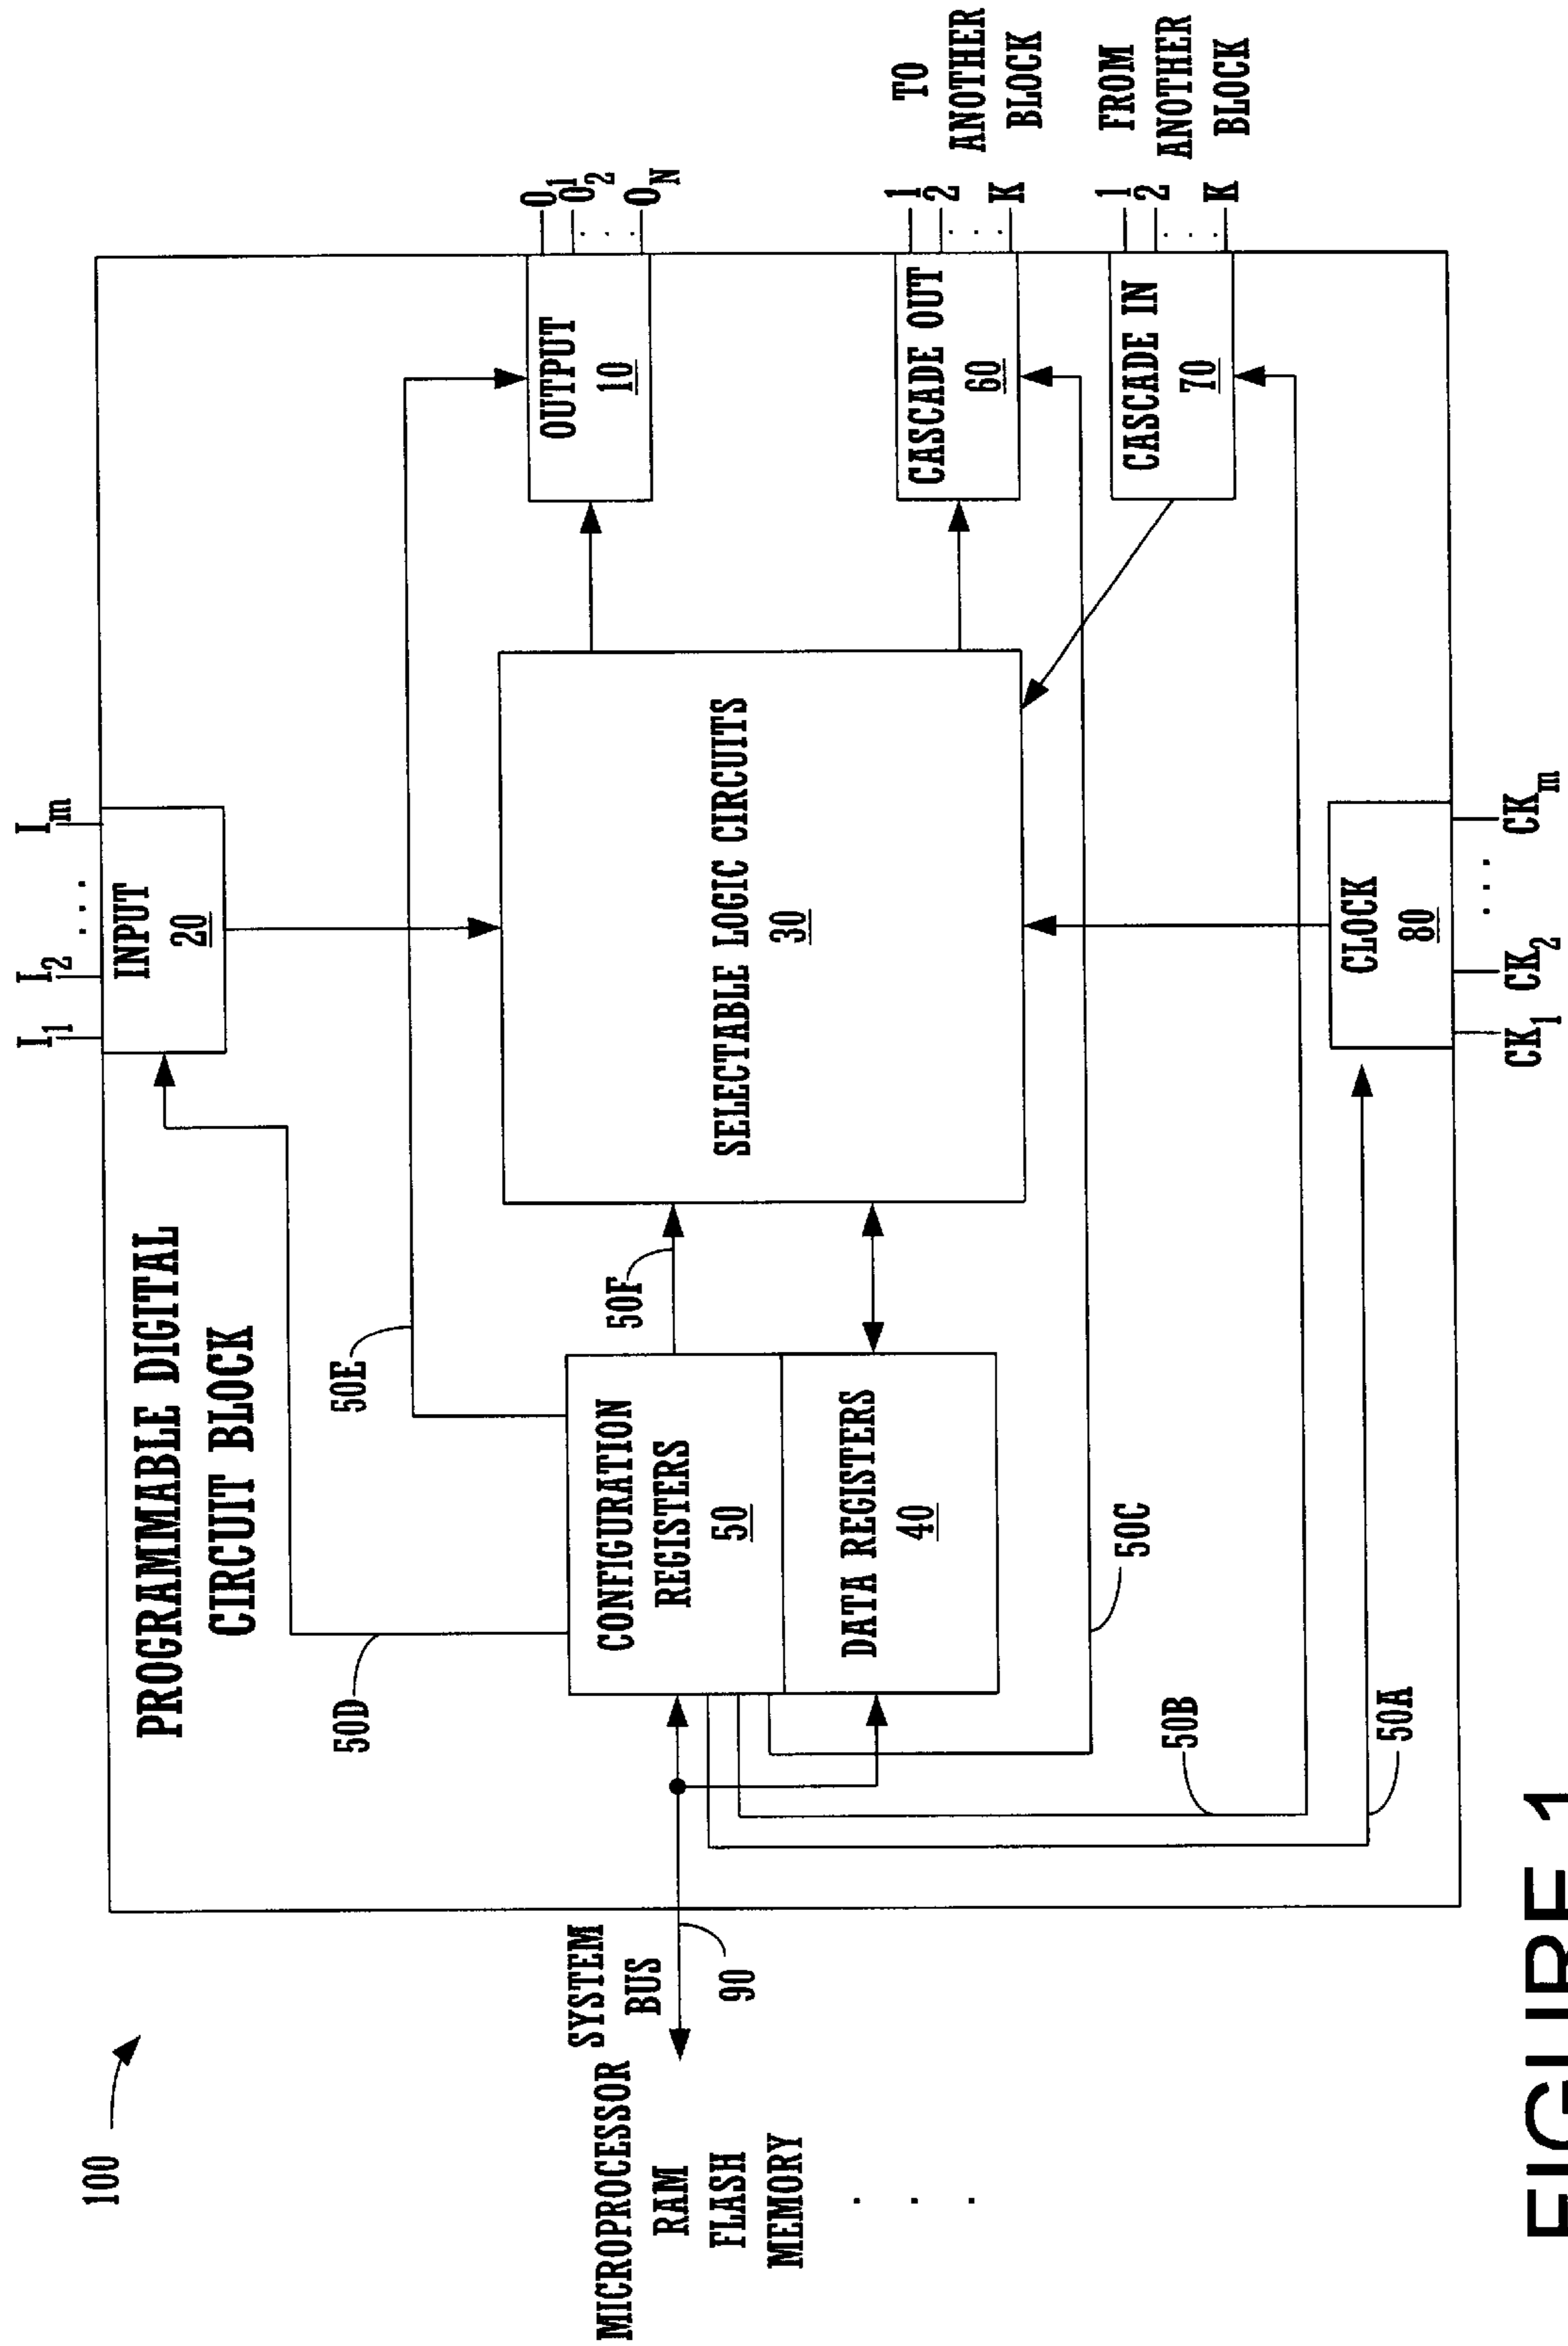 100
PROGRAMMABLE DIGITAL
CIRCUIT BLOCK
I1 I2 . . . . Im
INPUT
20
50D
50E
50F
OUTPUT
10
O1
O2
. . . .
ON
SYSTEM
BUS
90
MICROPROCESSOR
RAM
FLASH
MEMORY
. . .
CONFIGURATION
REGISTERS
50
DATA REGISTERS
40
SELECTABLE LOGIC CIRCUITS
30
CASCADE OUT
60
1
2
. . . .
K
TO
ANOTHER
BLOCK
CASCADE IN
70
1
2
. . . .
K
FROM
ANOTHER
BLOCK
50C
50B
50A
CLOCK
80
CK1 CK2 . . . . CKm
FIGURE 1